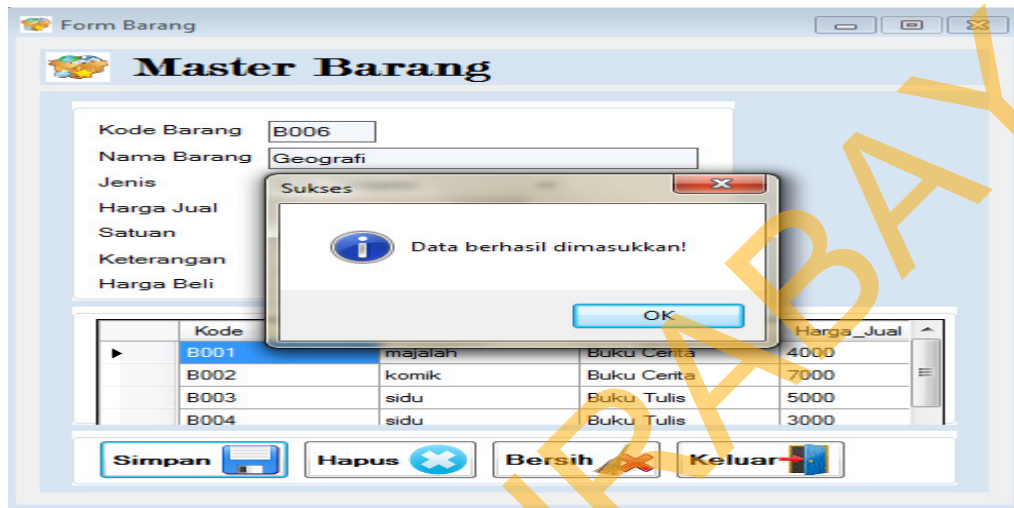 Form Barang
Master Barang
Kode Barang B006
Nama Barang Geografi
Jenis
Harga Jual
Satuan
Keterangan
Harga Beli
Sukses
Data berhasil dimasukkan!
OK
Kode Harga_Jual
B001 majalah Buku Cerita 4000
B002 komik Buku Cerita 7000
B003 sidu Buku Tulis 5000
B004 sidu Buku Tulis 3000
Simpan Hapus Bersih Keluar
RABAY